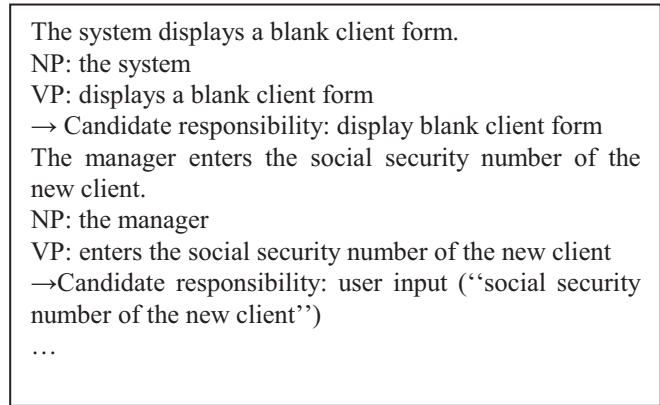 The system displays a blank client form.
NP: the system
VP: displays a blank client form
→ Candidate responsibility: display blank client form
The manager enters the social security number of the
new client.
NP: the manager
VP: enters the social security number of the new client
→Candidate responsibility: user input (‘‘social security
number of the new client’’)
…